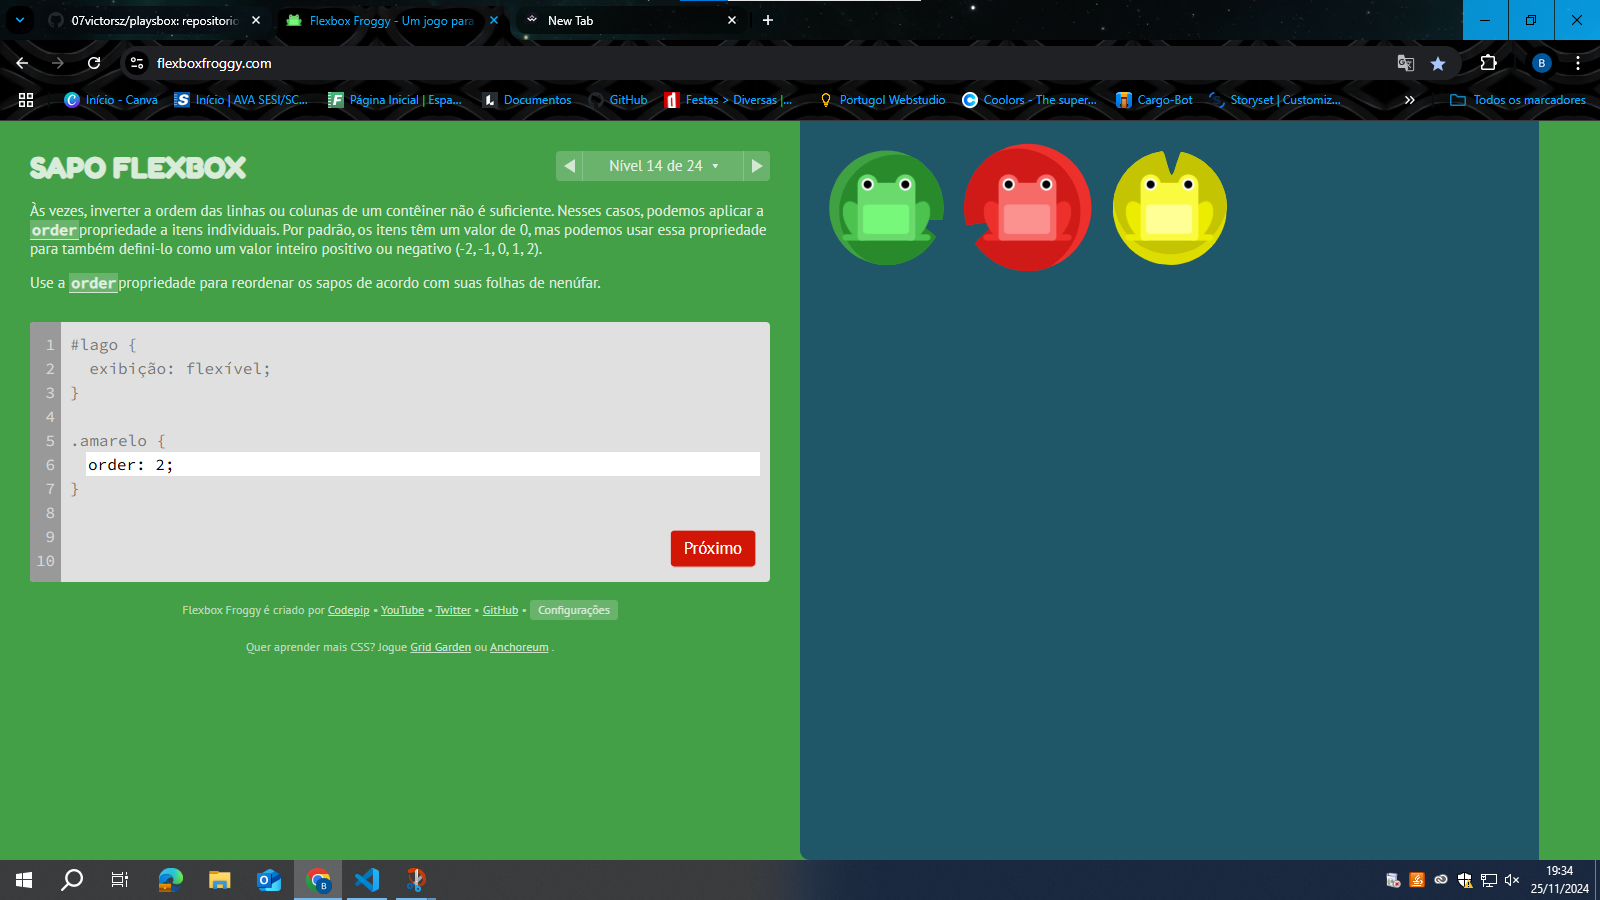 07victorsz/playsbox: repositorio
Flexbox Froggy - Um jogo para
New Tab
flexboxfroggy.com
B
Início - Canva
Início | AVA SESI/SC...
Página Inicial | Espa...
Documentos
GitHub
Festas > Diversas |...
Portugol Webstudio
Coolors - The super...
Cargo-Bot
Storyset | Customiz...
Todos os marcadores
SAPO FLEXBOX
Nível 14 de 24
Às vezes, inverter a ordem das linhas ou colunas de um contêiner não é suficiente. Nesses casos, podemos aplicar a
order propriedade a itens individuais. Por padrão, os itens têm um valor de 0, mas podemos usar essa propriedade
para também defini-lo como um valor inteiro positivo ou negativo (-2, -1, 0, 1, 2).
Use a order propriedade para reordenar os sapos de acordo com suas folhas de nenúfar.
1 #lago {
2 exibição: flexível;
3 }
4
5 .amarelo {
6 order: 2;
7 }
8
9
10
Próximo
Flexbox Froggy é criado por Codepip • YouTube • Twitter • GitHub • Configurações
Quer aprender mais CSS? Jogue Grid Garden ou Anchoreum .
19:34
25/11/2024